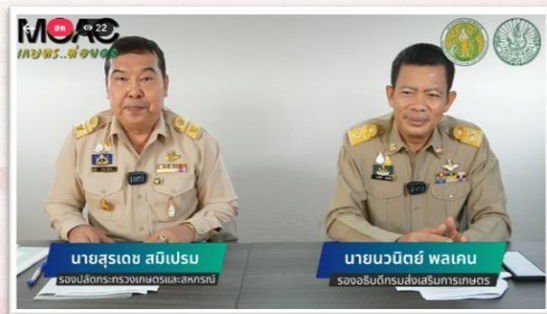 MOAC
สด 22
เกษตร..ต่อยอด
นายสุรเดช สมิเปรม
รองปลัดกระทรวงเกษตรและสหกรณ์
นายนวนิตย์ พลเคน
รองอธิบดีกรมส่งเสริมการเกษตร